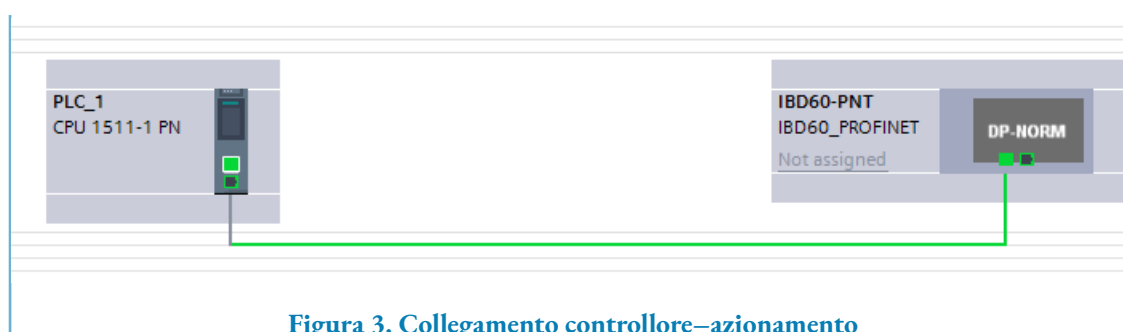 PLC_1
CPU 1511-1 PN
IBD60-PNT
IBD60_PROFINET
Not assigned
DP-NORM
Figura 3. Collegamento controllore–azionamento